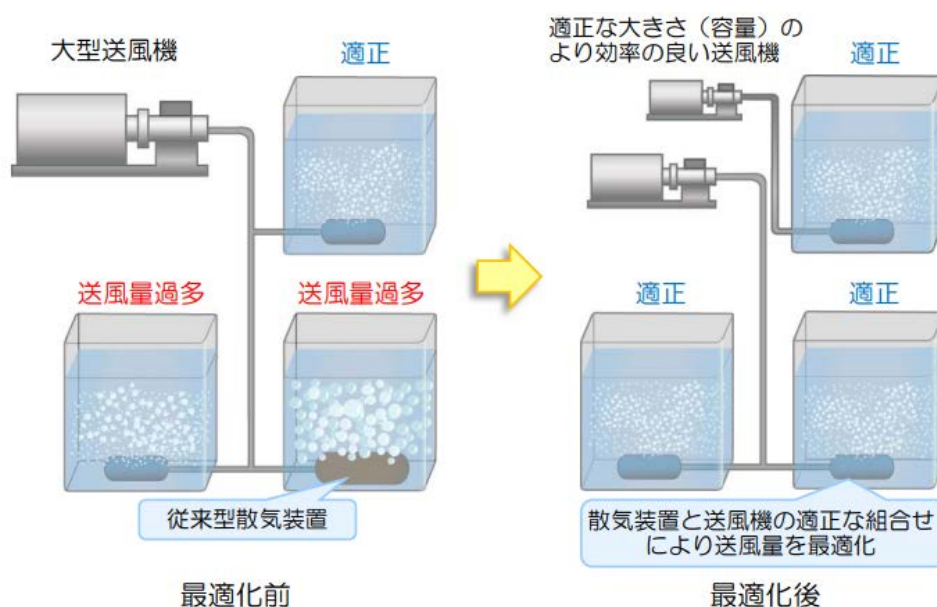 大型送風機
適正
送風量過多
送風量過多
従来型散気装置
最適化前
適正な大きさ（容量）の
より効率の良い送風機
適正
適正
適正
散気装置と送風機の適正な組合せ
により送風量を最適化
最適化後